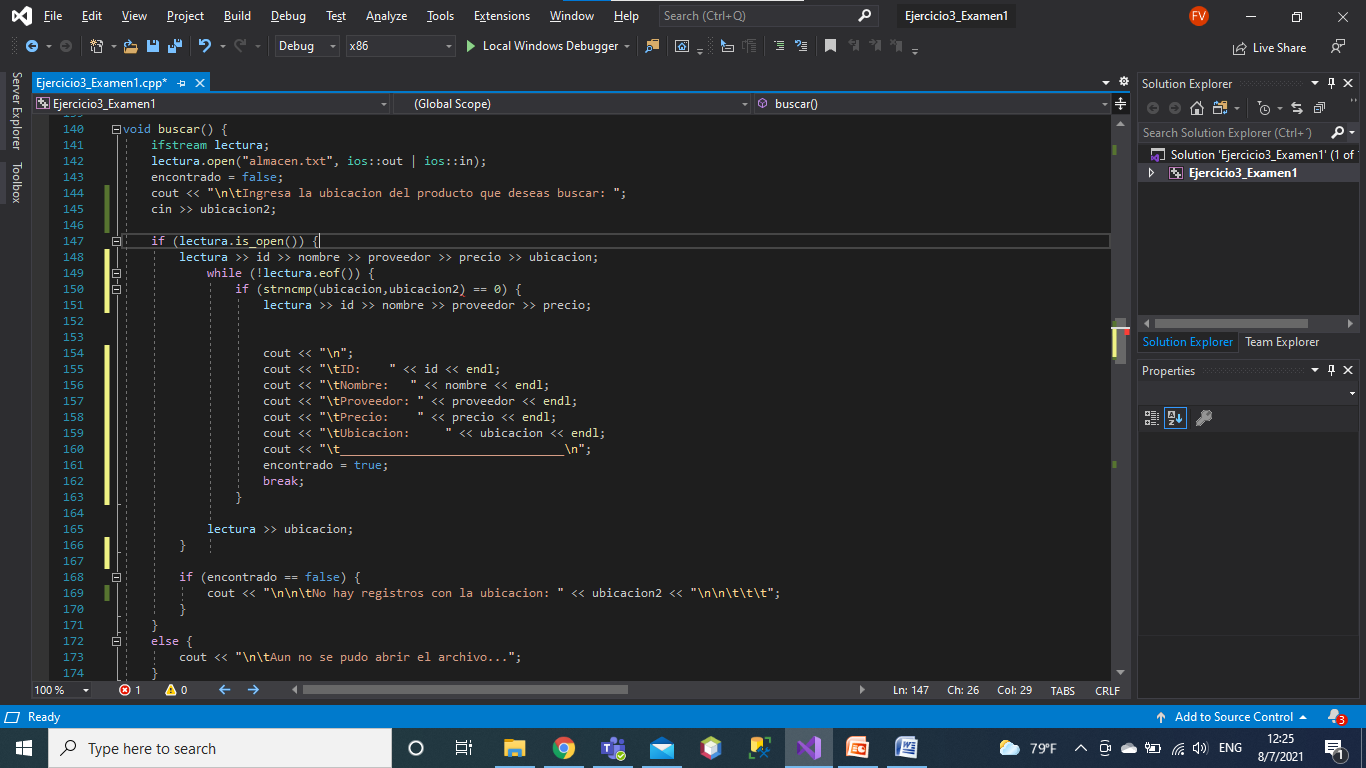 File Edit View Project Build Debug Test Analyze Tools Extensions Window Help Search (Ctrl+Q) Ejercicio3_Examen1 FV
Debug x86 Local Windows Debugger Live Share
Server Explorer
Toolbox
Ejercicio3_Examen1.cpp*
Ejercicio3_Examen1 (Global Scope) buscar()
139
140 void buscar() {
141 ifstream lectura;
142 lectura.open("almacen.txt", ios::out | ios::in);
143 encontrado = false;
144 cout << "\n\tIngresa la ubicacion del producto que deseas buscar: ";
145 cin >> ubicacion2;
146
147 if (lectura.is_open()) {
148 lectura >> id >> nombre >> proveedor >> precio >> ubicacion;
149 while (!lectura.eof()) {
150 if (strncmp(ubicacion,ubicacion2) == 0) {
151 lectura >> id >> nombre >> proveedor >> precio;
152
153
154 cout << "\n";
155 cout << "\tID:    " << id << endl;
156 cout << "\tNombre:   " << nombre << endl;
157 cout << "\tProveedor: " << proveedor << endl;
158 cout << "\tPrecio:    " << precio << endl;
159 cout << "\tUbicacion:     " << ubicacion << endl;
160 cout << "\t________________________________\n";
161 encontrado = true;
162 break;
163 }
164
165 lectura >> ubicacion;
166 }
167
168 if (encontrado == false) {
169 cout << "\n\n\tNo hay registros con la ubicacion: " << ubicacion2 << "\n\n\t\t\t";
170 }
171 }
172 else {
173 cout << "\n\tAun no se pudo abrir el archivo...";
174 }
100 % 1 0 Ln: 147 Ch: 26 Col: 29 TABS CRLF
Solution Explorer
Search Solution Explorer (Ctrl+´)
Solution 'Ejercicio3_Examen1' (1 of
Ejercicio3_Examen1
Solution Explorer Team Explorer
Properties
Ready Add to Source Control 3
Type here to search 79°F ENG 12:25
8/7/2021 1